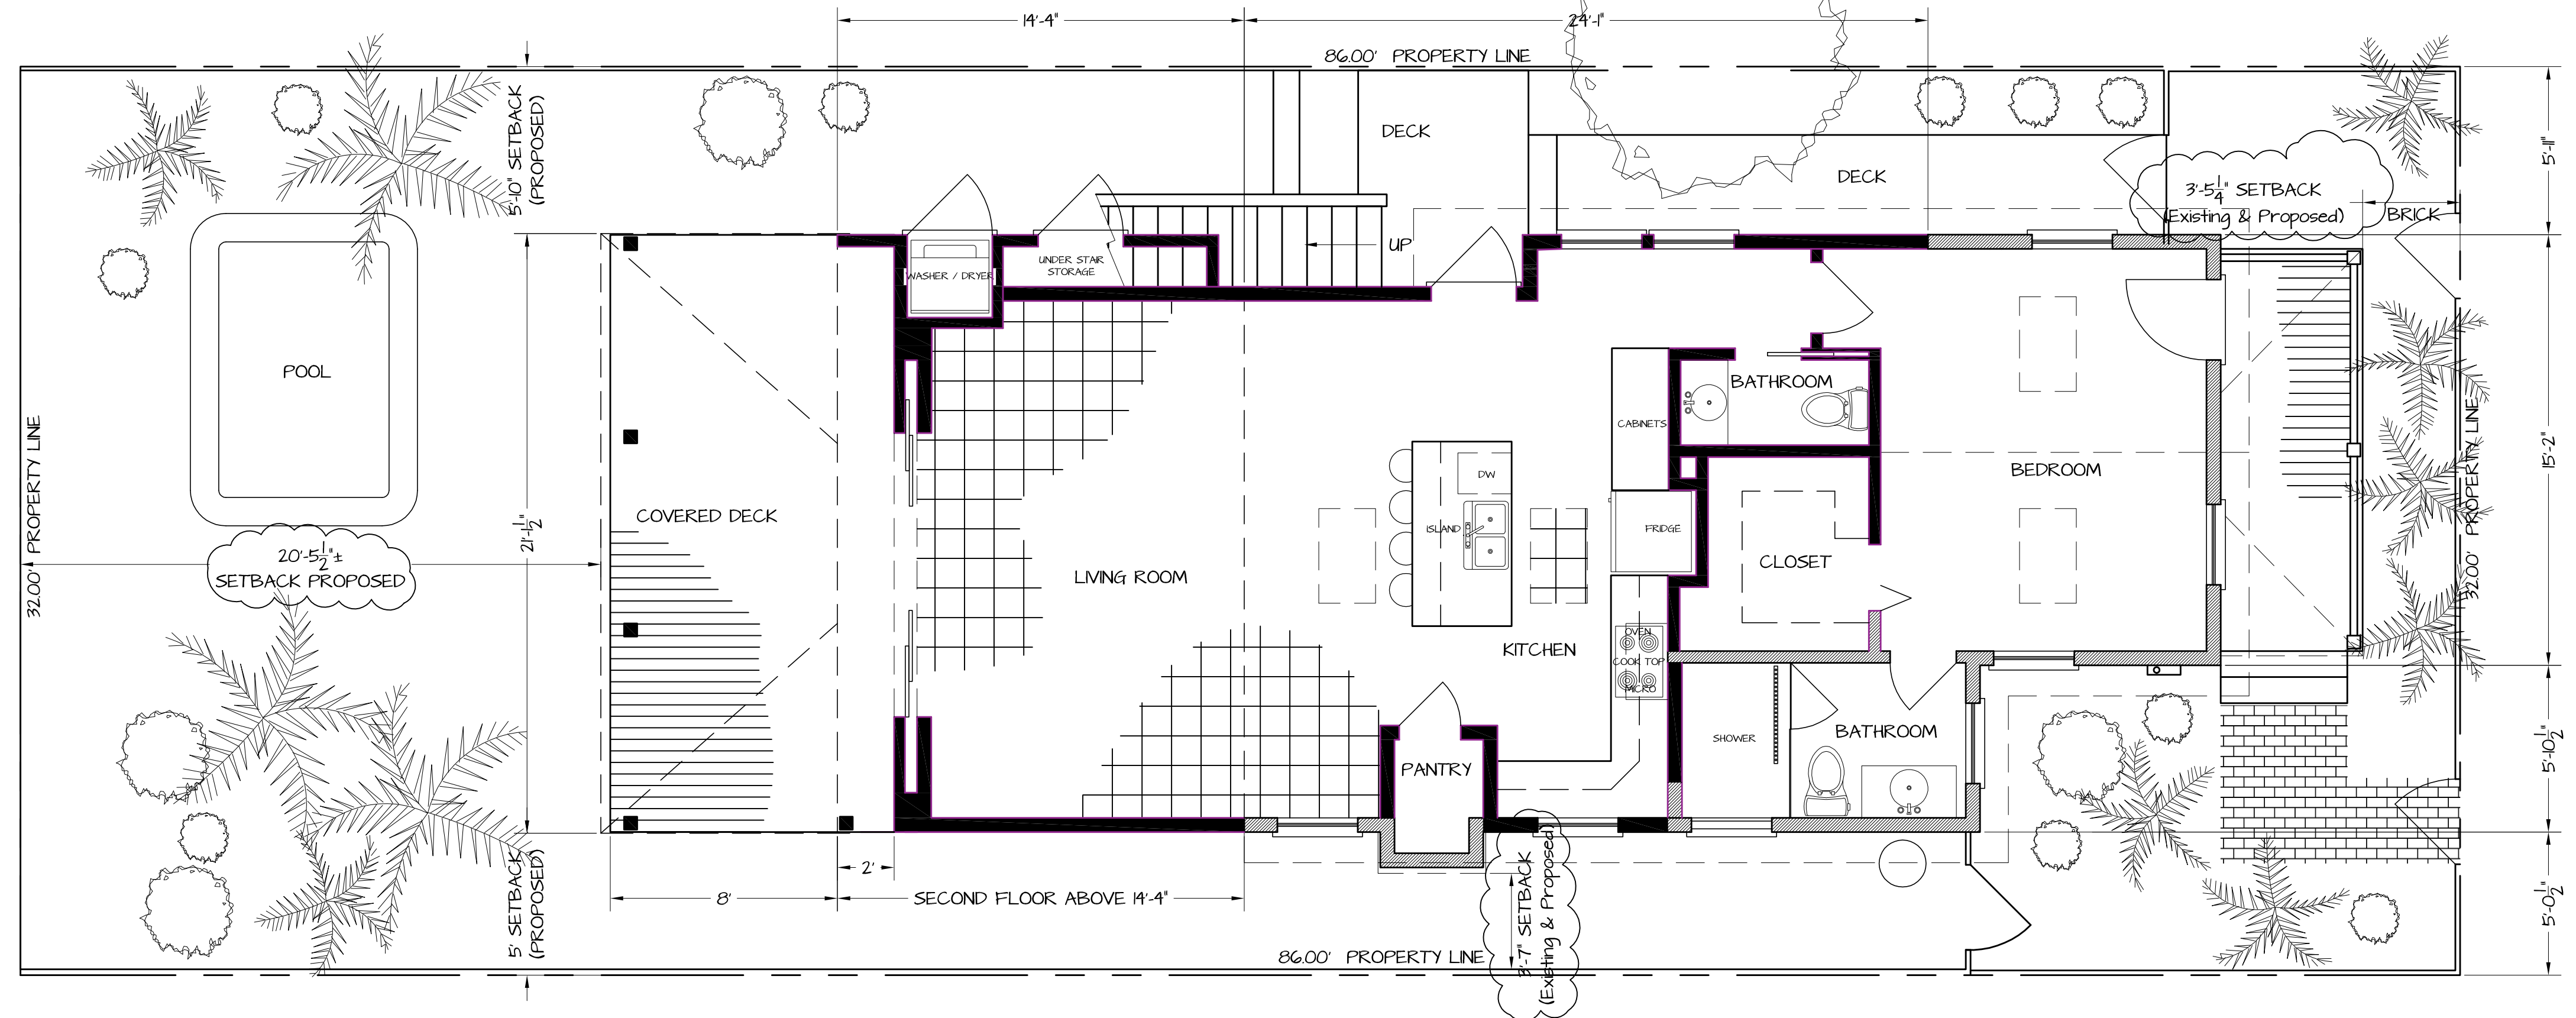 14'-4"
24'-1"
86.00' PROPERTY LINE
5'-10" SETBACK
(PROPOSED)
DECK
DECK
5'-11"
3'-5 1/4" SETBACK
(Existing & Proposed)
BRICK
UP
WASHER / DRYER
UNDER STAIR
STORAGE
POOL
BATHROOM
CABINETS
32.00' PROPERTY LINE
COVERED DECK
21'-1 1/2"
DW
ISLAND
FRIDGE
BEDROOM
15'-2"
32.00' PROPERTY LINE
20'-5 1/2"±
SETBACK PROPOSED
LIVING ROOM
CLOSET
KITCHEN
OVEN
COOK TOP
MICRO
SHOWER
BATHROOM
PANTRY
5'-10 1/2"
2'
8'
SECOND FLOOR ABOVE 14'-4"
5' SETBACK
(PROPOSED)
3'-7" SETBACK
(Existing & Proposed)
5'-0 1/2"
86.00' PROPERTY LINE